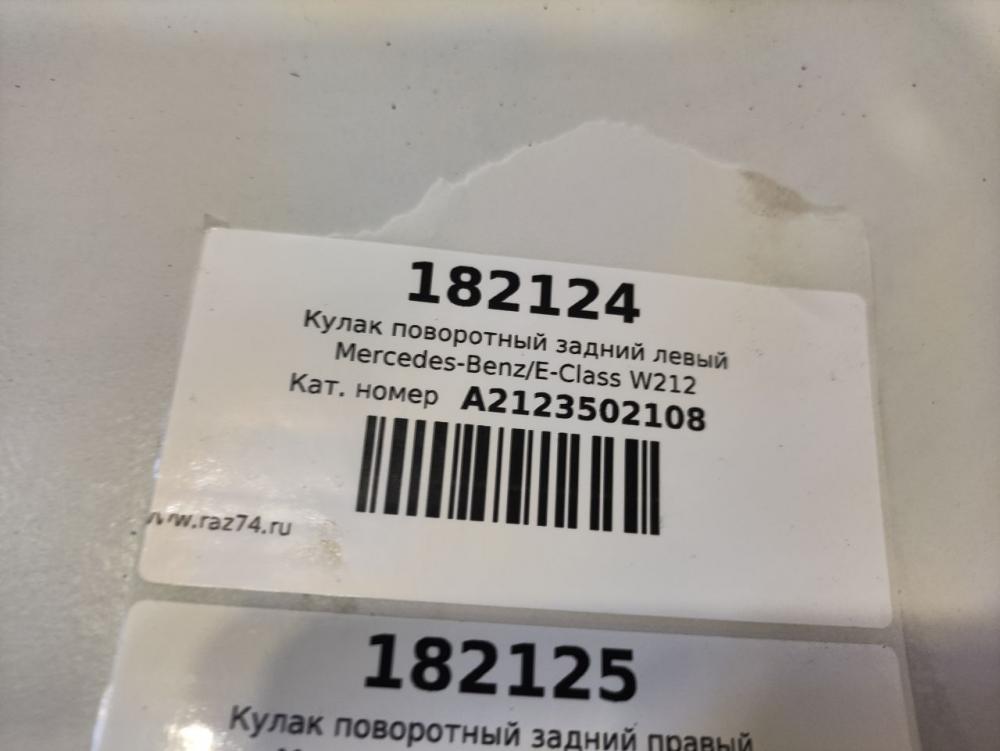 182124
Кулак поворотный задний левый
Mercedes-Benz/E-Class W212
Кат. номер A2123502108
www.raz74.ru
182125
Кулак поворотный задний правый